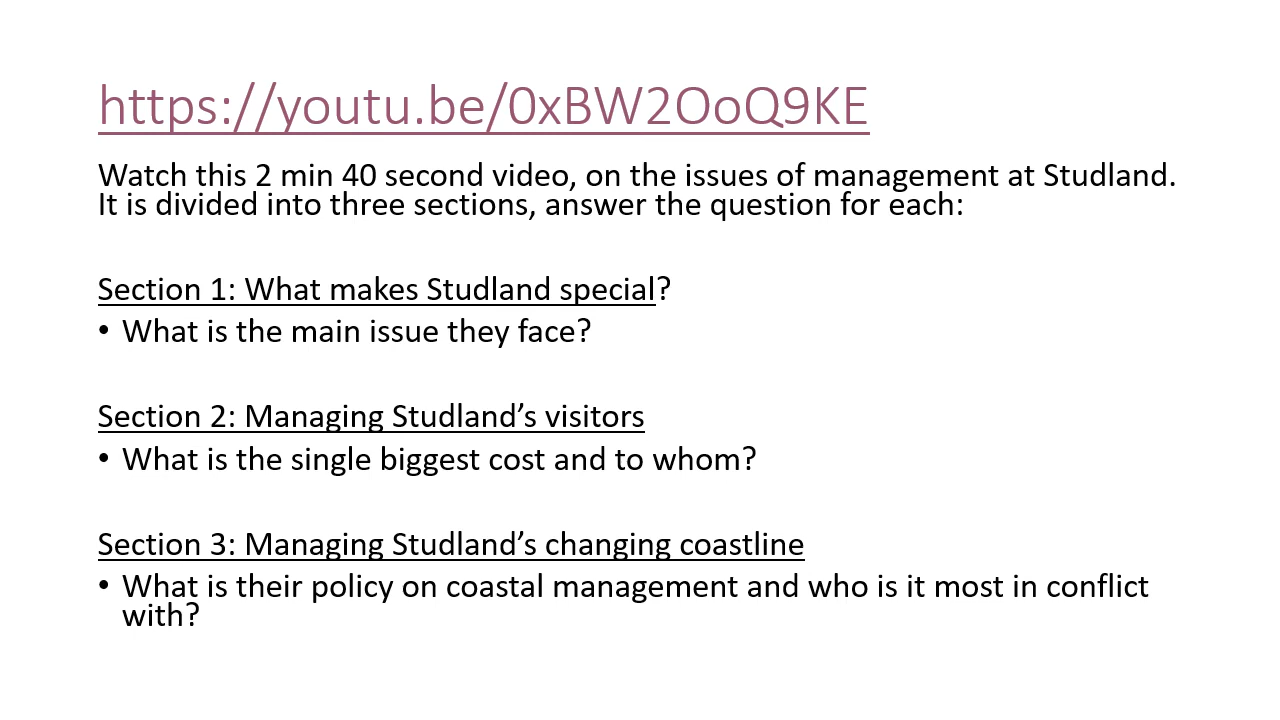 https://youtu.be/0xBW2OoQ9KE
Watch this 2 min 40 second video, on the issues of management at Studland.
It is divided into three sections, answer the question for each:
Section 1: What makes Studland special?
• What is the main issue they face?
Section 2: Managing Studland’s visitors
• What is the single biggest cost and to whom?
Section 3: Managing Studland’s changing coastline
• What is their policy on coastal management and who is it most in conflict
with?